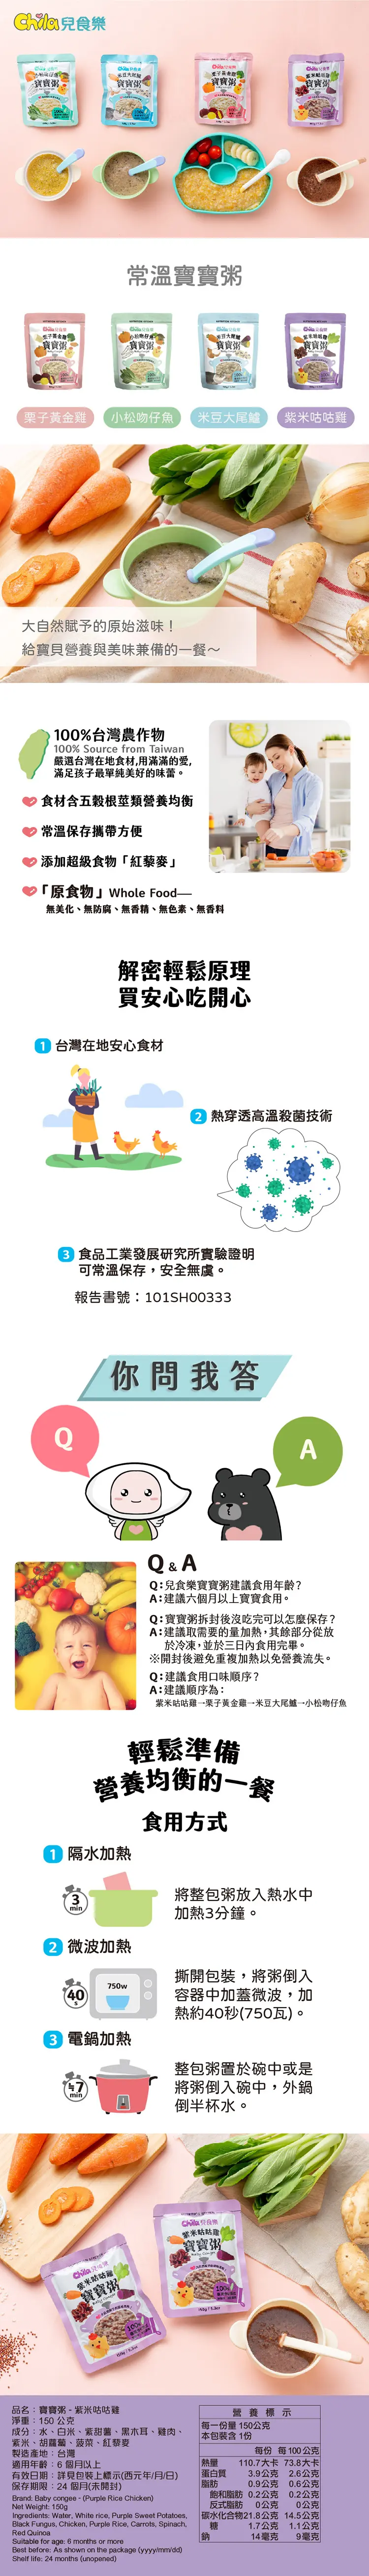 Chila 兒食樂
常溫寶寶粥
栗子黃金雞
小松吻仔魚
米豆大尾鱸
紫米咕咕雞
大自然賦予的原始滋味！
給寶貝營養與美味兼備的一餐～
100%台灣農作物
100% Source from Taiwan
嚴選台灣在地食材,用滿滿的愛,
滿足孩子最單純美好的味蕾。
食材含五穀根莖類營養均衡
常溫保存攜帶方便
添加超級食物「紅藜麥」
「原食物」Whole Food—
無美化、無防腐、無香精、無色素、無香料
解密輕鬆原理
買安心吃開心
1 台灣在地安心食材
2 熱穿透高溫殺菌技術
3 食品工業發展研究所實驗證明
可常溫保存，安全無虞。
報告書號：101SH00333
你問我答
Q
A
Q & A
Q:兒食樂寶寶粥建議食用年齡?
A:建議六個月以上寶寶食用。
Q:寶寶粥拆封後沒吃完可以怎麼保存?
A:建議取需要的量加熱,其餘部分從放
於冷凍,並於三日內食用完畢。
※開封後避免重複加熱以免營養流失。
Q:建議食用口味順序?
A:建議順序為:
紫米咕咕雞→栗子黃金雞→米豆大尾鱸→小松吻仔魚
輕鬆準備
營養均衡的一餐
食用方式
1 隔水加熱
3
min
將整包粥放入熱水中
加熱3分鐘。
2 微波加熱
40
s
750w
撕開包裝，將粥倒入
容器中加蓋微波，加
熱約40秒(750瓦)。
3 電鍋加熱
5-7
min
整包粥置於碗中或是
將粥倒入碗中，外鍋
倒半杯水。
Chila 兒食樂
紫米咕咕雞
寶寶粥
Chila 兒食樂
紫米咕咕雞
寶寶粥
品名：寶寶粥 - 紫米咕咕雞
淨重：150 公克
成分：水、白米、紫甜薯、黑木耳、雞肉、
紫米、胡蘿蔔、菠菜、紅藜麥
製造產地：台灣
適用年齡：6 個月以上
有效日期：詳見包裝上標示(西元年/月/日)
保存期限：24 個月(未開封)
Brand: Baby congee - (Purple Rice Chicken)
Net Weight: 150g
Ingredients: Water, White rice, Purple Sweet Potatoes,
Black Fungus, Chicken, Purple Rice, Carrots, Spinach,
Red Quinoa
Suitable for age: 6 months or more
Best before: As shown on the package (yyyy/mm/dd)
Shelf life: 24 months (unopened)
營養標示
每一份量 150公克
本包裝含 1份
每份 每 100 公克
熱量 110.7大卡 73.8大卡
蛋白質 3.9公克 2.6公克
脂肪 0.9公克 0.6公克
飽和脂肪 0.2公克 0.2公克
反式脂肪 0公克 0公克
碳水化合物 21.8公克 14.5公克
糖 1.7公克 1.1公克
鈉 14毫克 9毫克